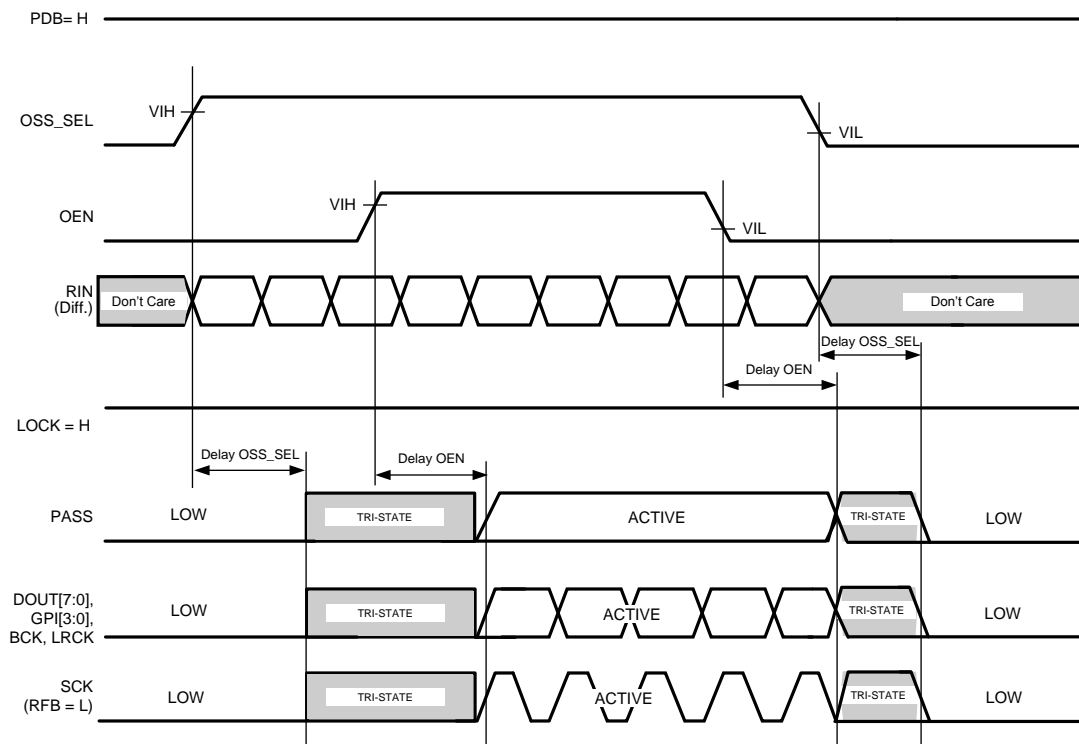 PDB= H
VIH
OSS_SEL
VIL
VIH
OEN
VIL
RIN
(Diff.)
Don't Care
Don't Care
Delay OSS_SEL
Delay OEN
LOCK = H
Delay OSS_SEL
Delay OEN
PASS
LOW
TRI-STATE
ACTIVE
TRI-STATE
LOW
DOUT[7:0],
GPI[3:0],
BCK, LRCK
LOW
TRI-STATE
ACTIVE
TRI-STATE
LOW
SCK
(RFB = L)
LOW
TRI-STATE
ACTIVE
TRI-STATE
LOW